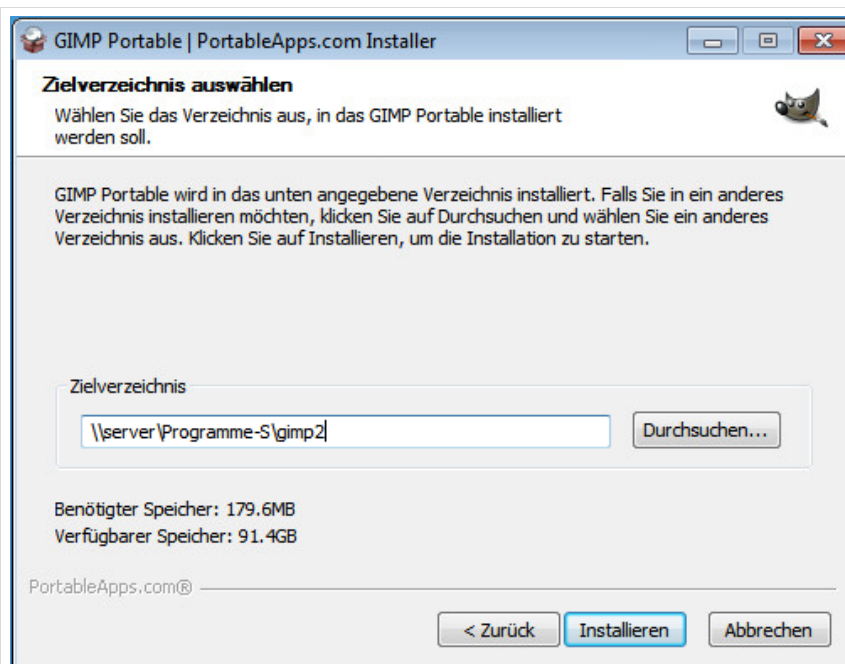 GIMP Portable | PortableApps.com Installer
Zielverzeichnis auswählen
Wählen Sie das Verzeichnis aus, in das GIMP Portable installiert
werden soll.
GIMP Portable wird in das unten angegebene Verzeichnis installiert. Falls Sie in ein anderes
Verzeichnis installieren möchten, klicken Sie auf Durchsuchen und wählen Sie ein anderes
Verzeichnis aus. Klicken Sie auf Installieren, um die Installation zu starten.
Zielverzeichnis
\\server\Programme-S\gimp2
Durchsuchen...
Benötigter Speicher: 179.6MB
Verfügbarer Speicher: 91.4GB
PortableApps.com®
< Zurück
Installieren
Abbrechen